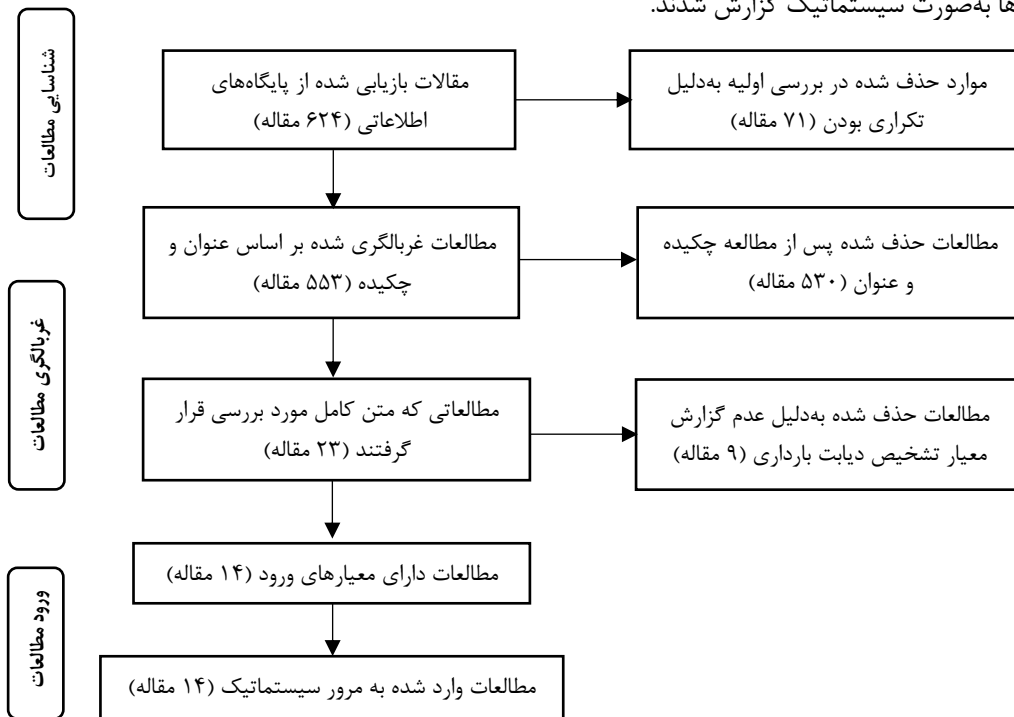 ها به‌صورت سیستماتیک گزارش شدند.
شناسایی مطالعات
مقالات بازیابی شده از پایگاه‌های
اطلاعاتی (۶۲۴ مقاله)
موارد حذف شده در بررسی اولیه به‌دلیل
تکراری بودن (۷۱ مقاله)
غربالگری مطالعات
مطالعات غربالگری شده بر اساس عنوان و
چکیده (۵۵۳ مقاله)
مطالعات حذف شده پس از مطالعه چکیده
و عنوان (۵۳۰ مقاله)
مطالعاتی که متن کامل مورد بررسی قرار
گرفتند (۲۳ مقاله)
مطالعات حذف شده به‌دلیل عدم گزارش
معیار تشخیص دیابت بارداری (۹ مقاله)
ورود مطالعات
مطالعات دارای معیارهای ورود (۱۴ مقاله)
مطالعات وارد شده به مرور سیستماتیک (۱۴ مقاله)